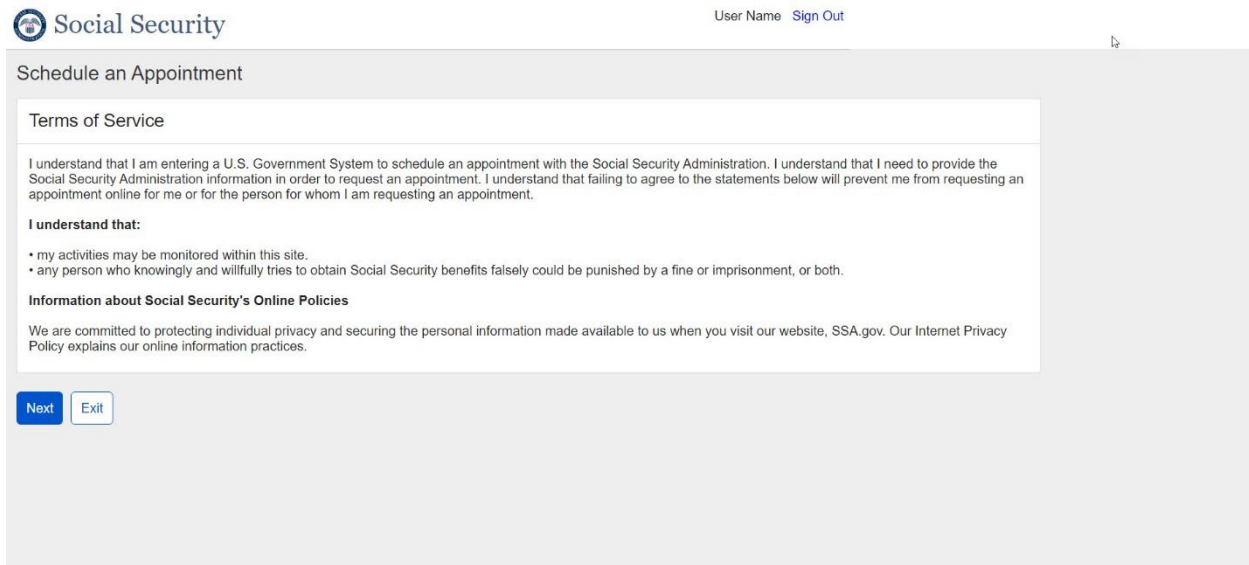 Social Security
User Name Sign Out
Schedule an Appointment
Terms of Service
I understand that I am entering a U.S. Government System to schedule an appointment with the Social Security Administration. I understand that I need to provide the
Social Security Administration information in order to request an appointment. I understand that failing to agree to the statements below will prevent me from requesting an
appointment online for me or for the person for whom I am requesting an appointment.
I understand that:
• my activities may be monitored within this site.
• any person who knowingly and willfully tries to obtain Social Security benefits falsely could be punished by a fine or imprisonment, or both.
Information about Social Security's Online Policies
We are committed to protecting individual privacy and securing the personal information made available to us when you visit our website, SSA.gov. Our Internet Privacy
Policy explains our online information practices.
Next Exit